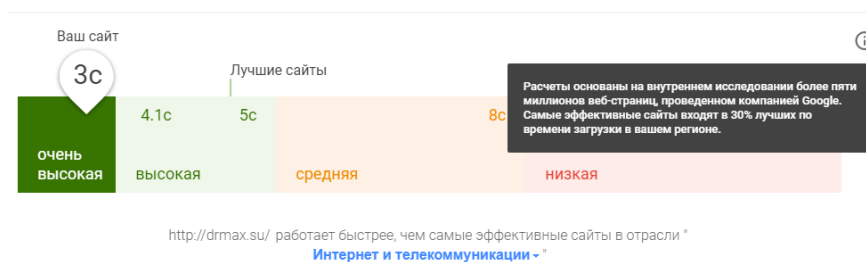 Ваш сайт
3с
Лучшие сайты
Расчеты основаны на внутреннем исследовании более пяти
миллионов веб-страниц, проведенном компанией Google.
Самые эффективные сайты входят в 30% лучших по
времени загрузки в вашем регионе.
4.1с
5с
8с
очень
высокая
высокая
средняя
низкая
http://drmax.su/ работает быстрее, чем самые эффективные сайты в отрасли "
Интернет и телекоммуникации "